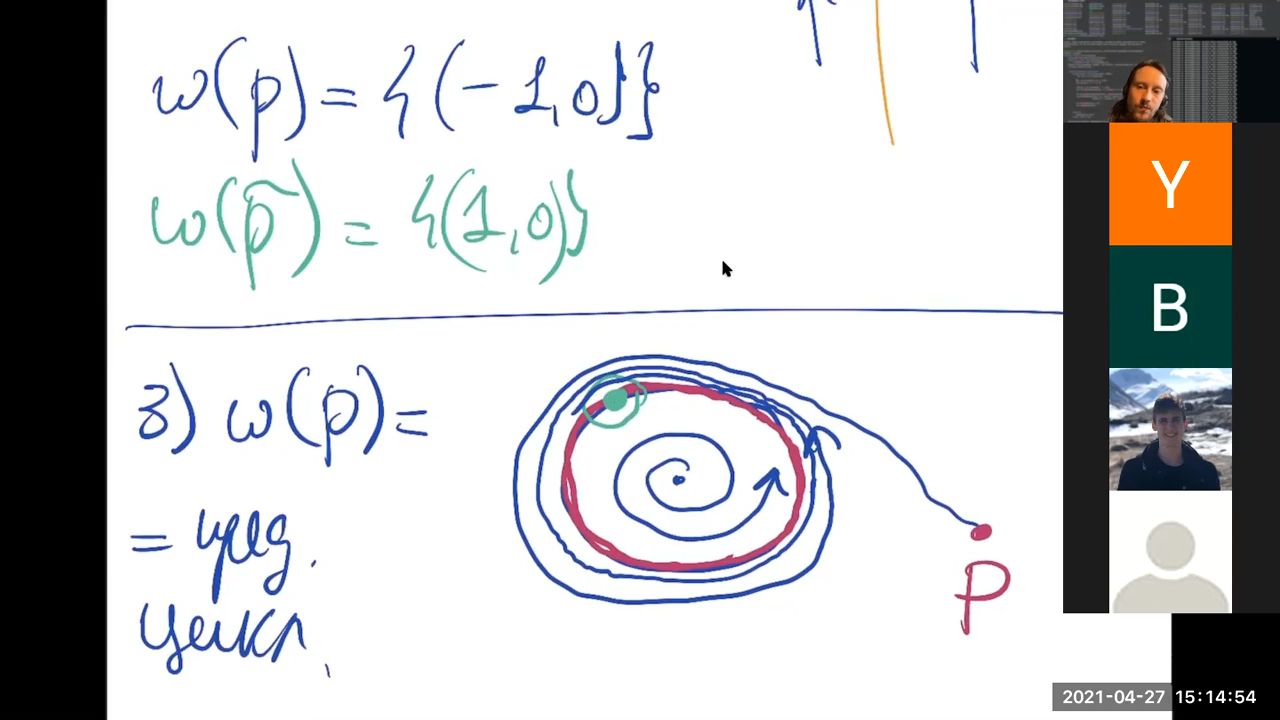 ω(p) = {(-1,0)}
ω(p̃) = {(1,0)}
3) ω(p) =
= пред.
цикл.
P
Y
B
2021-04-27 15:14:54